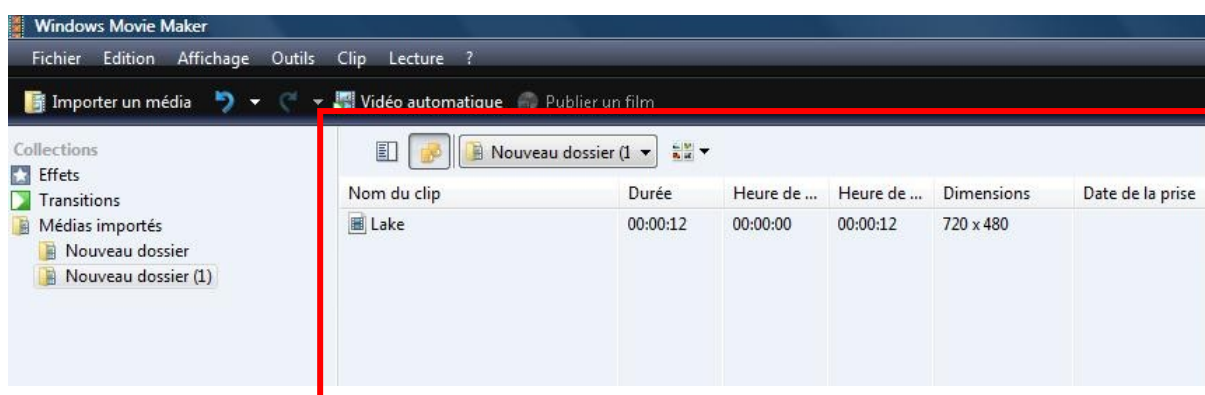 Windows Movie Maker
Fichier Edition Affichage Outils Clip Lecture ?
Importer un média Vidéo automatique Publier un film
Collections
Effets
Transitions
Médias importés
Nouveau dossier
Nouveau dossier (1)
Nouveau dossier (1
Nom du clip Durée Heure de ... Heure de ... Dimensions Date de la prise
Lake 00:00:12 00:00:00 00:00:12 720 x 480